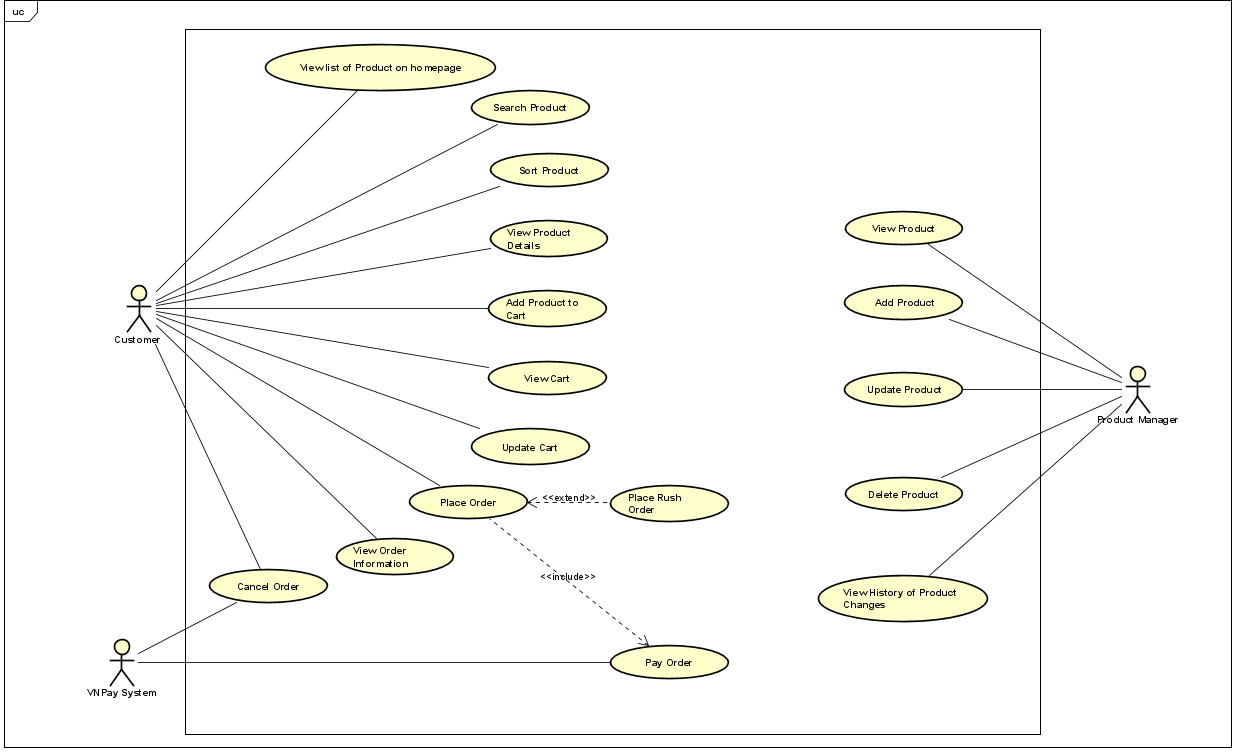 uc
View list of Product on homepage
Search Product
Sort Product
View Product
Details
View Product
Add Product to
Cart
Add Product
Customer
View Cart
Update Product
Product Manager
Update Cart
Place Order
<<extend>>
Place Rush
Order
Delete Product
View Order
Information
Cancel Order
<<include>>
View History of Product
Changes
VNPay System
Pay Order